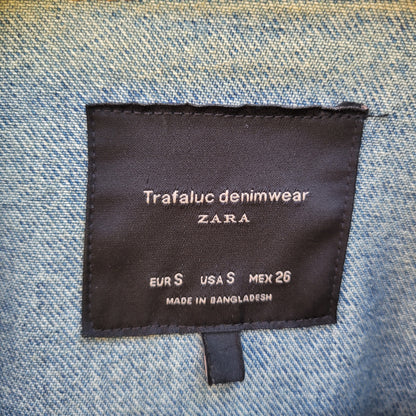 Trafaluc denimwear
ZARA
EUR S USA S MEX 26
MADE IN BANGLADESH